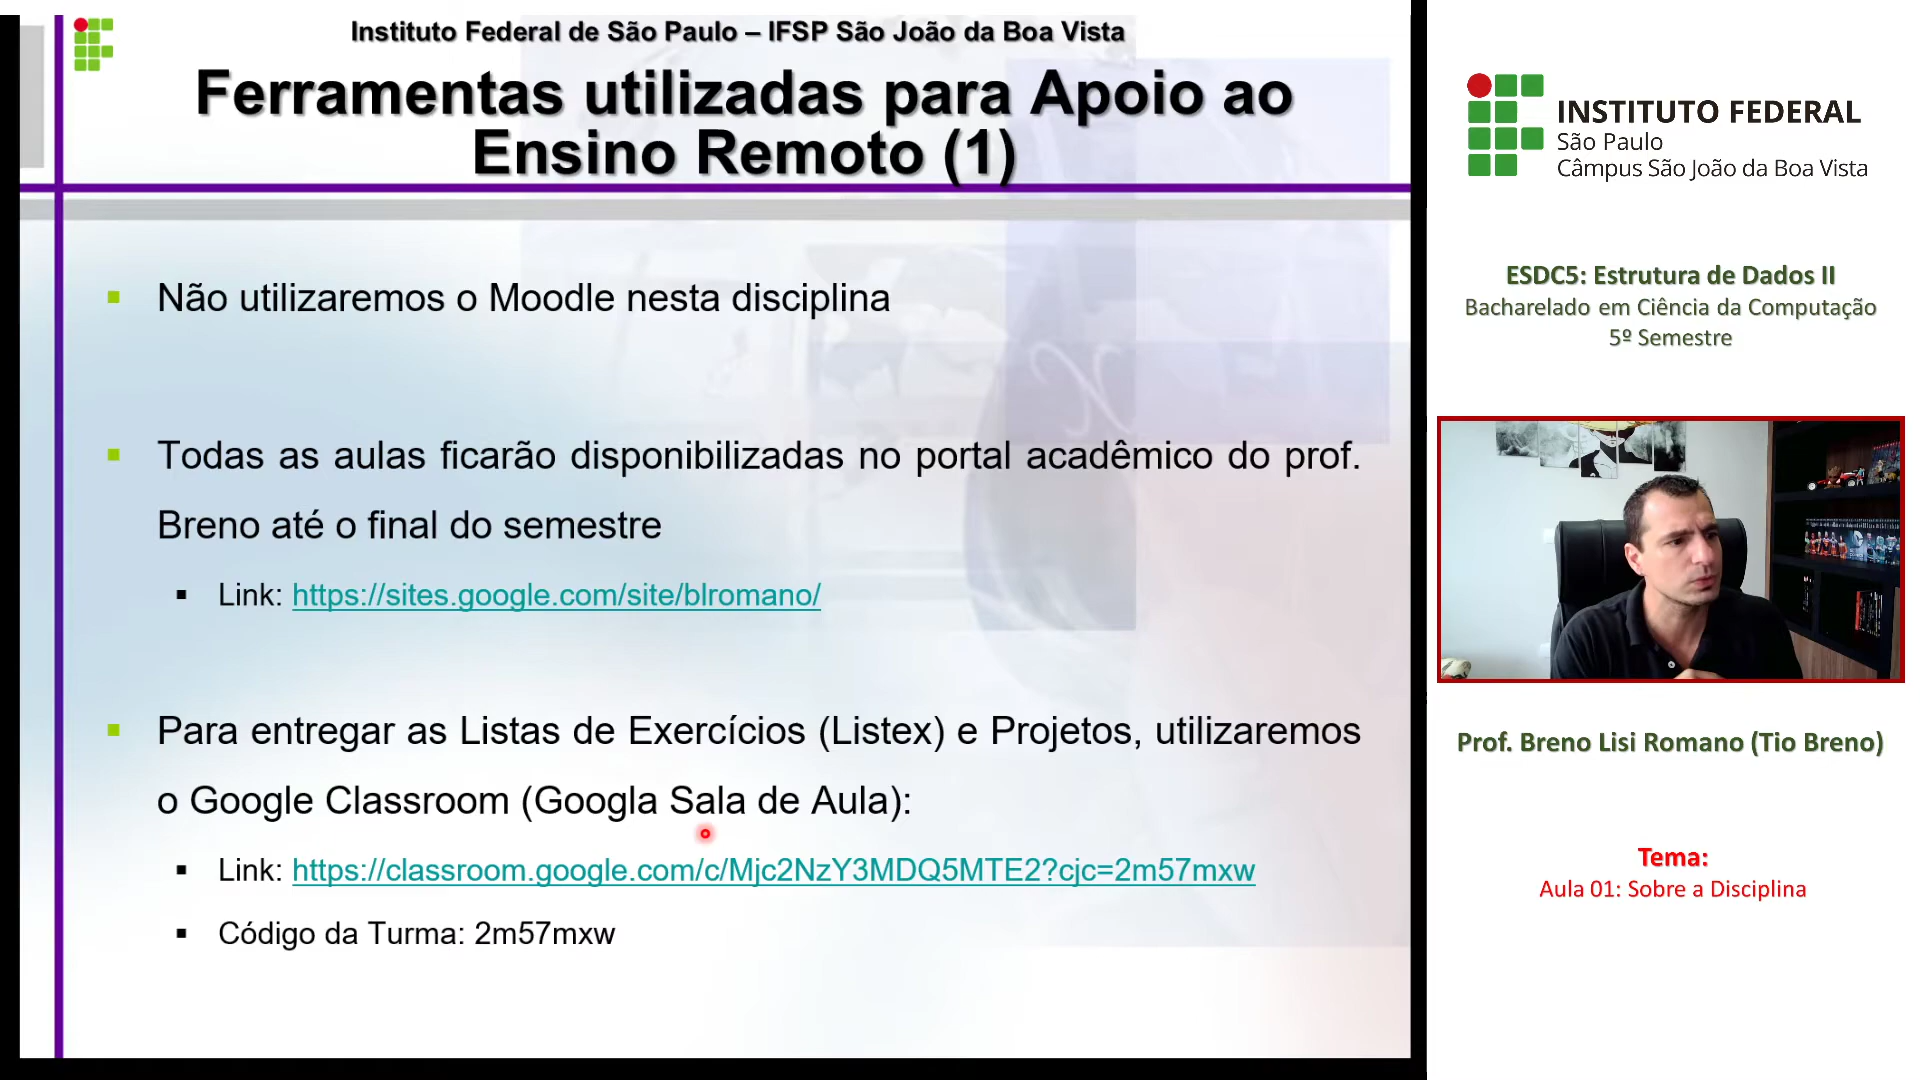 Instituto Federal de São Paulo – IFSP São João da Boa Vista
Ferramentas utilizadas para Apoio ao
Ensino Remoto (1)
Não utilizaremos o Moodle nesta disciplina
Todas as aulas ficarão disponibilizadas no portal acadêmico do prof.
Breno até o final do semestre
Link: https://sites.google.com/site/blromano/
Para entregar as Listas de Exercícios (Listex) e Projetos, utilizaremos
o Google Classroom (Googla Sala de Aula):
Link: https://classroom.google.com/c/Mjc2NzY3MDQ5MTE2?cjc=2m57mxw
Código da Turma: 2m57mxw
INSTITUTO FEDERAL
São Paulo
Câmpus São João da Boa Vista
ESDC5: Estrutura de Dados II
Bacharelado em Ciência da Computação
5º Semestre
Prof. Breno Lisi Romano (Tio Breno)
Tema:
Aula 01: Sobre a Disciplina